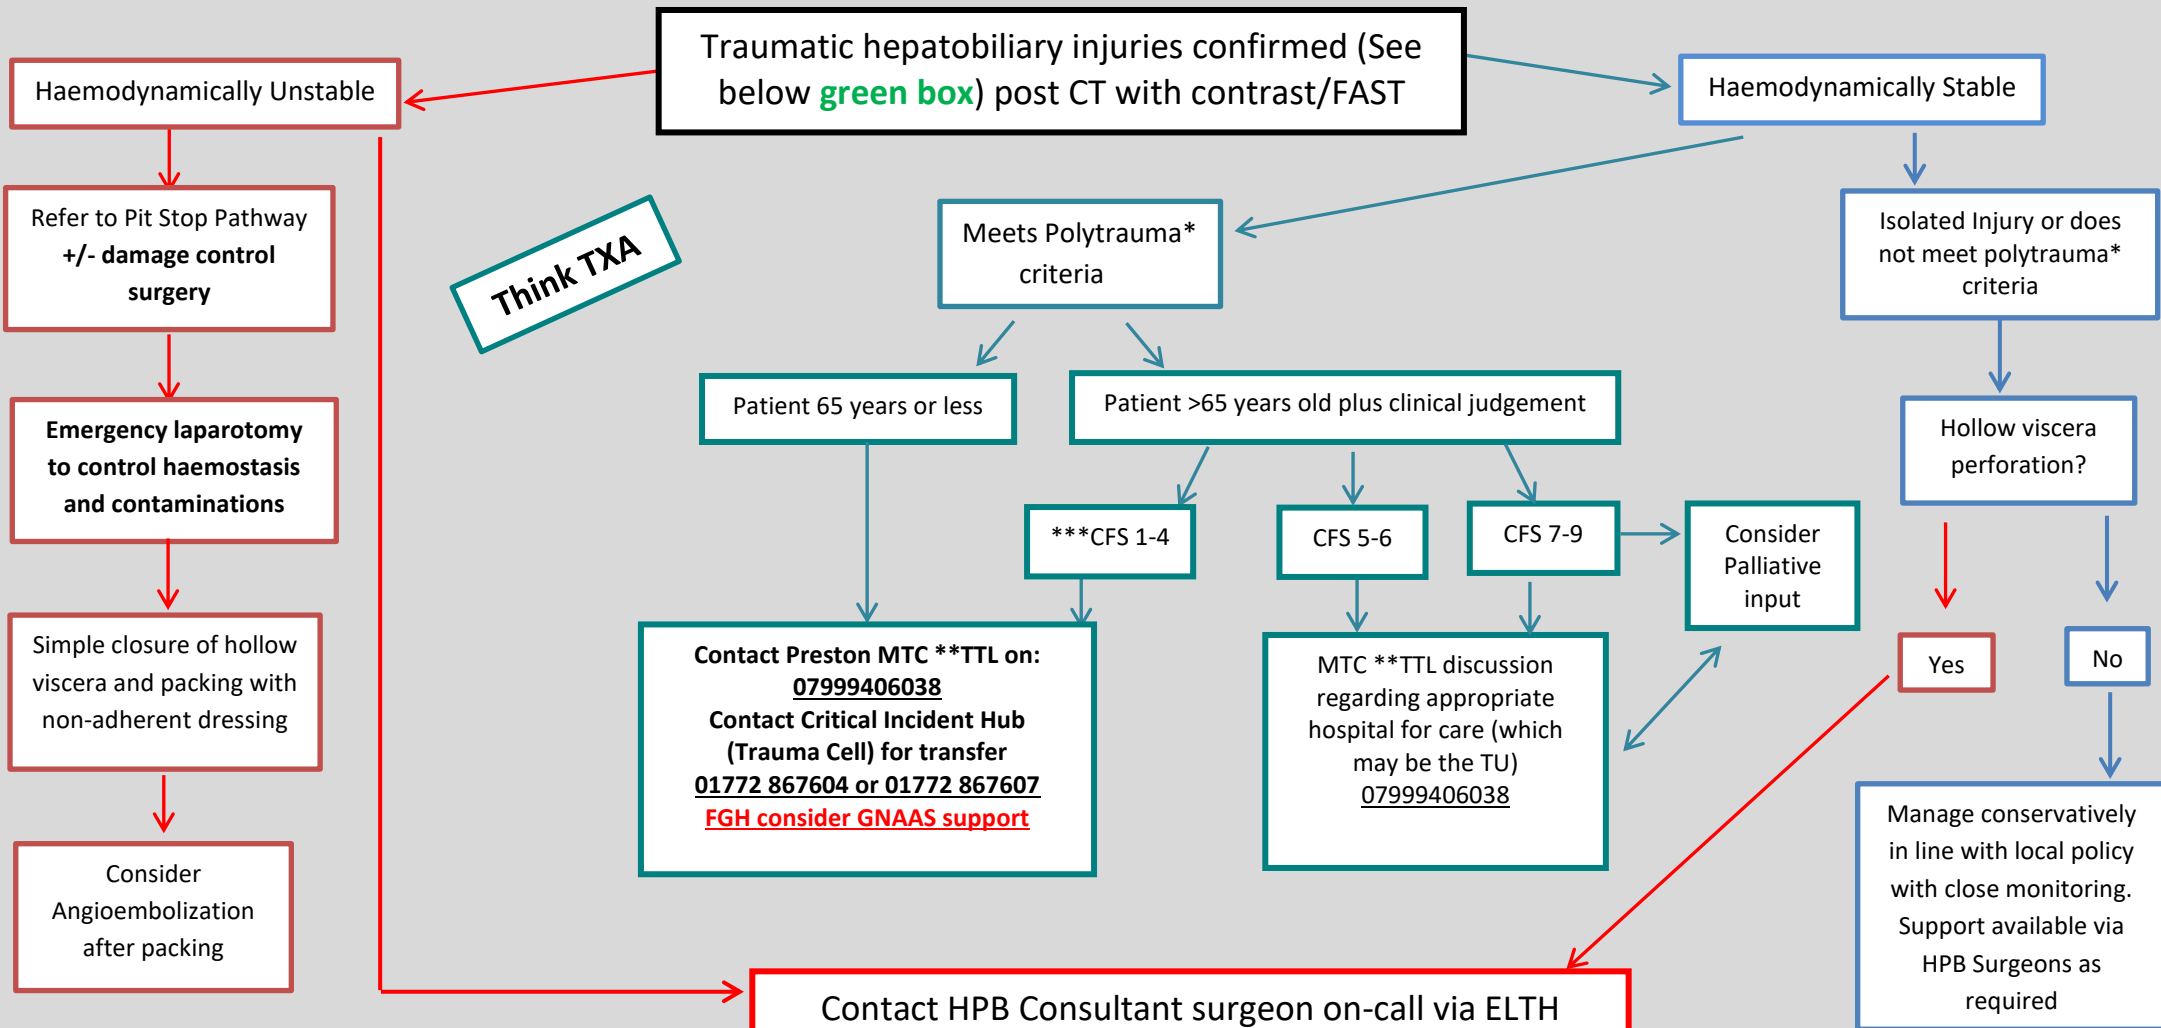 Traumatic hepatobiliary injuries confirmed (See
below green box) post CT with contrast/FAST
Haemodynamically Unstable
Haemodynamically Stable
Refer to Pit Stop Pathway
+/- damage control
surgery
Think TXA
Meets Polytrauma*
criteria
Isolated Injury or does
not meet polytrauma*
criteria
Patient 65 years or less
Patient >65 years old plus clinical judgement
Emergency laparotomy
to control haemostasis
and contaminations
Hollow viscera
perforation?
***CFS 1-4
CFS 5-6
CFS 7-9
Consider
Palliative
input
Simple closure of hollow
viscera and packing with
non-adherent dressing
Contact Preston MTC **TTL on:
07999406038
Contact Critical Incident Hub
(Trauma Cell) for transfer
01772 867604 or 01772 867607
FGH consider GNAAS support
MTC **TTL discussion
regarding appropriate
hospital for care (which
may be the TU)
07999406038
Yes
No
Consider
Angioembolization
after packing
Manage conservatively
in line with local policy
with close monitoring.
Support available via
HPB Surgeons as
required
Contact HPB Consultant surgeon on-call via ELTH